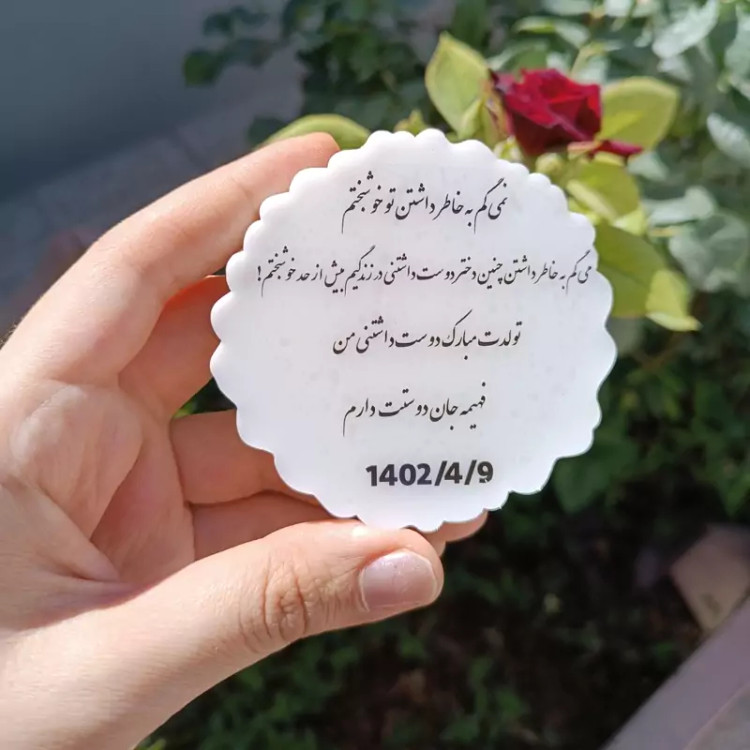 نمی‌گم به خاطر داشتن تو خوشبختم
می‌گم به خاطر داشتن چنین دختر دوست داشتنی در زندگیم بیش از حد خوشبختم!
تولدت مبارک دوست داشتنی من
فهیمه جان دوستت دارم
1402/4/9